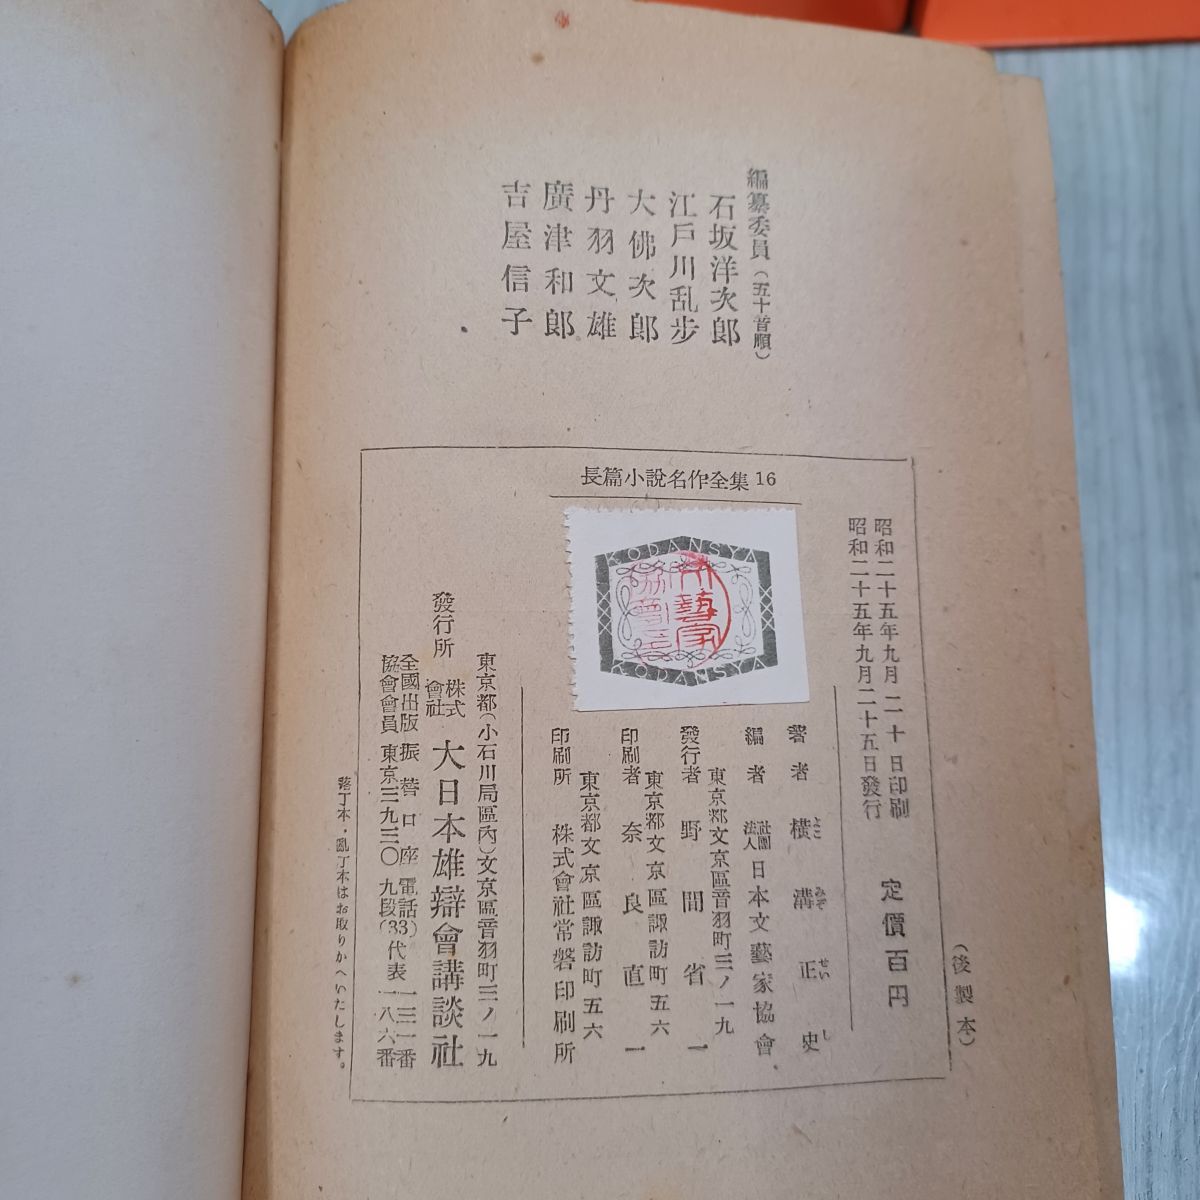 編纂委員(五十音順)
石坂洋次郎
江戸川乱歩
大佛次郎
丹羽文雄
廣津和郎
吉屋信子
長篇小說名作全集 16
KODANSYA
KODANSYA
昭和二十五年九月二十日印刷
昭和二十五年九月二十五日發行
定價百円
(後製本)
著者 横溝正史
よこ みぞ せい し
編者 社團法人 日本文藝家協會
東京都文京區音羽町三ノ一九
發行者 野間省一
東京都文京區諏訪町五六
印刷者 奈良直一
東京都文京區諏訪町五六
印刷所 株式會社常磐印刷所
東京都(小石川局區內)文京區音羽町三ノ一九
發行所 株式會社 大日本雄辯會講談社
全國出版協會會員
振替口座東京三九三〇
電話九段(33)代表一三一番 一八六番
落丁本・亂丁本はお取りかへいたします。